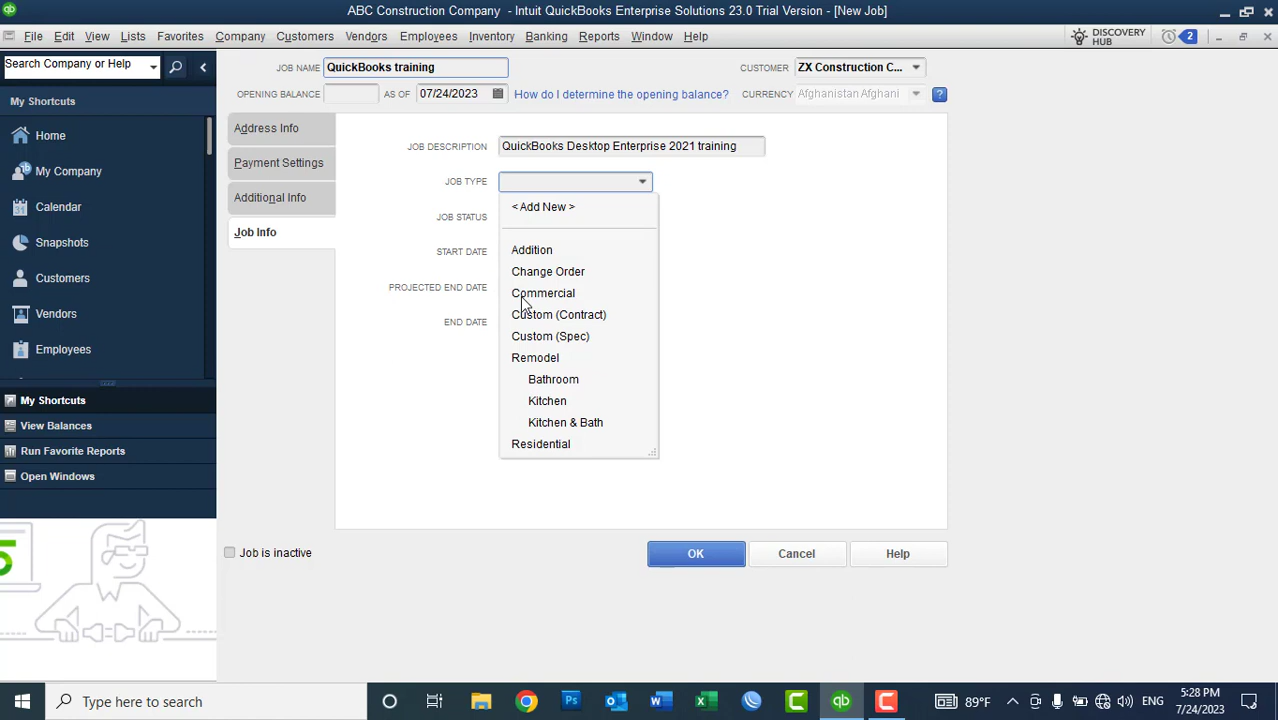 ABC Construction Company - Intuit QuickBooks Enterprise Solutions 23.0 Trial Version - [New Job]
File Edit View Lists Favorites Company Customers Vendors Employees Inventory Banking Reports Window Help DISCOVERY HUB 2
Search Company or Help
My Shortcuts
Home
My Company
Calendar
Snapshots
Customers
Vendors
Employees
My Shortcuts
View Balances
Run Favorite Reports
Open Windows
JOB NAME QuickBooks training CUSTOMER ZX Construction C...
OPENING BALANCE AS OF 07/24/2023 How do I determine the opening balance? CURRENCY Afghanistan Afghani ?
Address Info
Payment Settings
Additional Info
Job Info
JOB DESCRIPTION QuickBooks Desktop Enterprise 2021 training
JOB TYPE
JOB STATUS
START DATE
PROJECTED END DATE
END DATE
< Add New >
Addition
Change Order
Commercial
Custom (Contract)
Custom (Spec)
Remodel
Bathroom
Kitchen
Kitchen & Bath
Residential
Job is inactive OK Cancel Help
Type here to search 89°F ENG 5:28 PM
7/24/2023